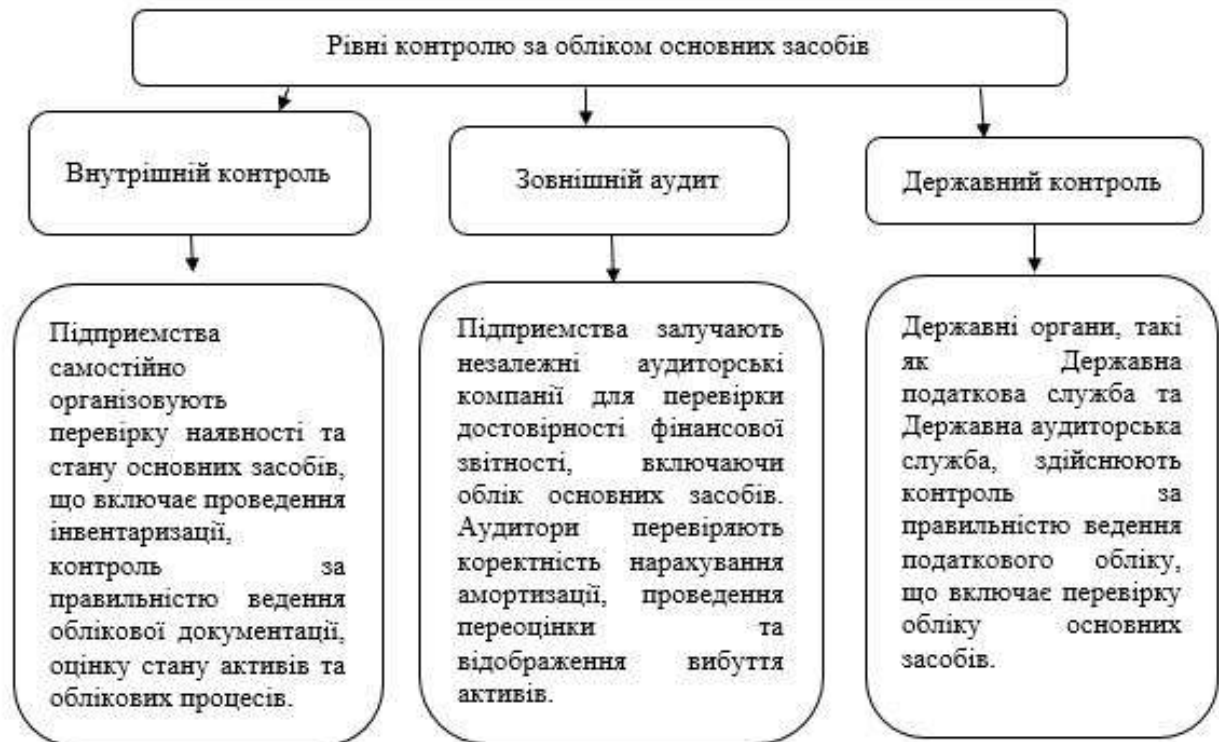 Рівні контролю за обліком основних засобів
Внутрішній контроль
Зовнішній аудит
Державний контроль
Підприємства
самостійно
організовують
перевірку наявності та
стану основних засобів,
що включає проведення
інвентаризації,
контроль за
правильністю ведення
облікової документації,
оцінку стану активів та
облікових процесів.
Підприємства залучають
незалежні аудиторські
компанії для перевірки
достовірності фінансової
звітності, включаючи
облік основних засобів.
Аудитори перевіряють
коректність нарахування
амортизації, проведення
переоцінки та
відображення вибуття
активів.
Державні органи, такі
як Державна
податкова служба та
Державна аудиторська
служба, здійснюють
контроль за
правильністю ведення
податкового обліку,
що включає перевірку
обліку основних
засобів.